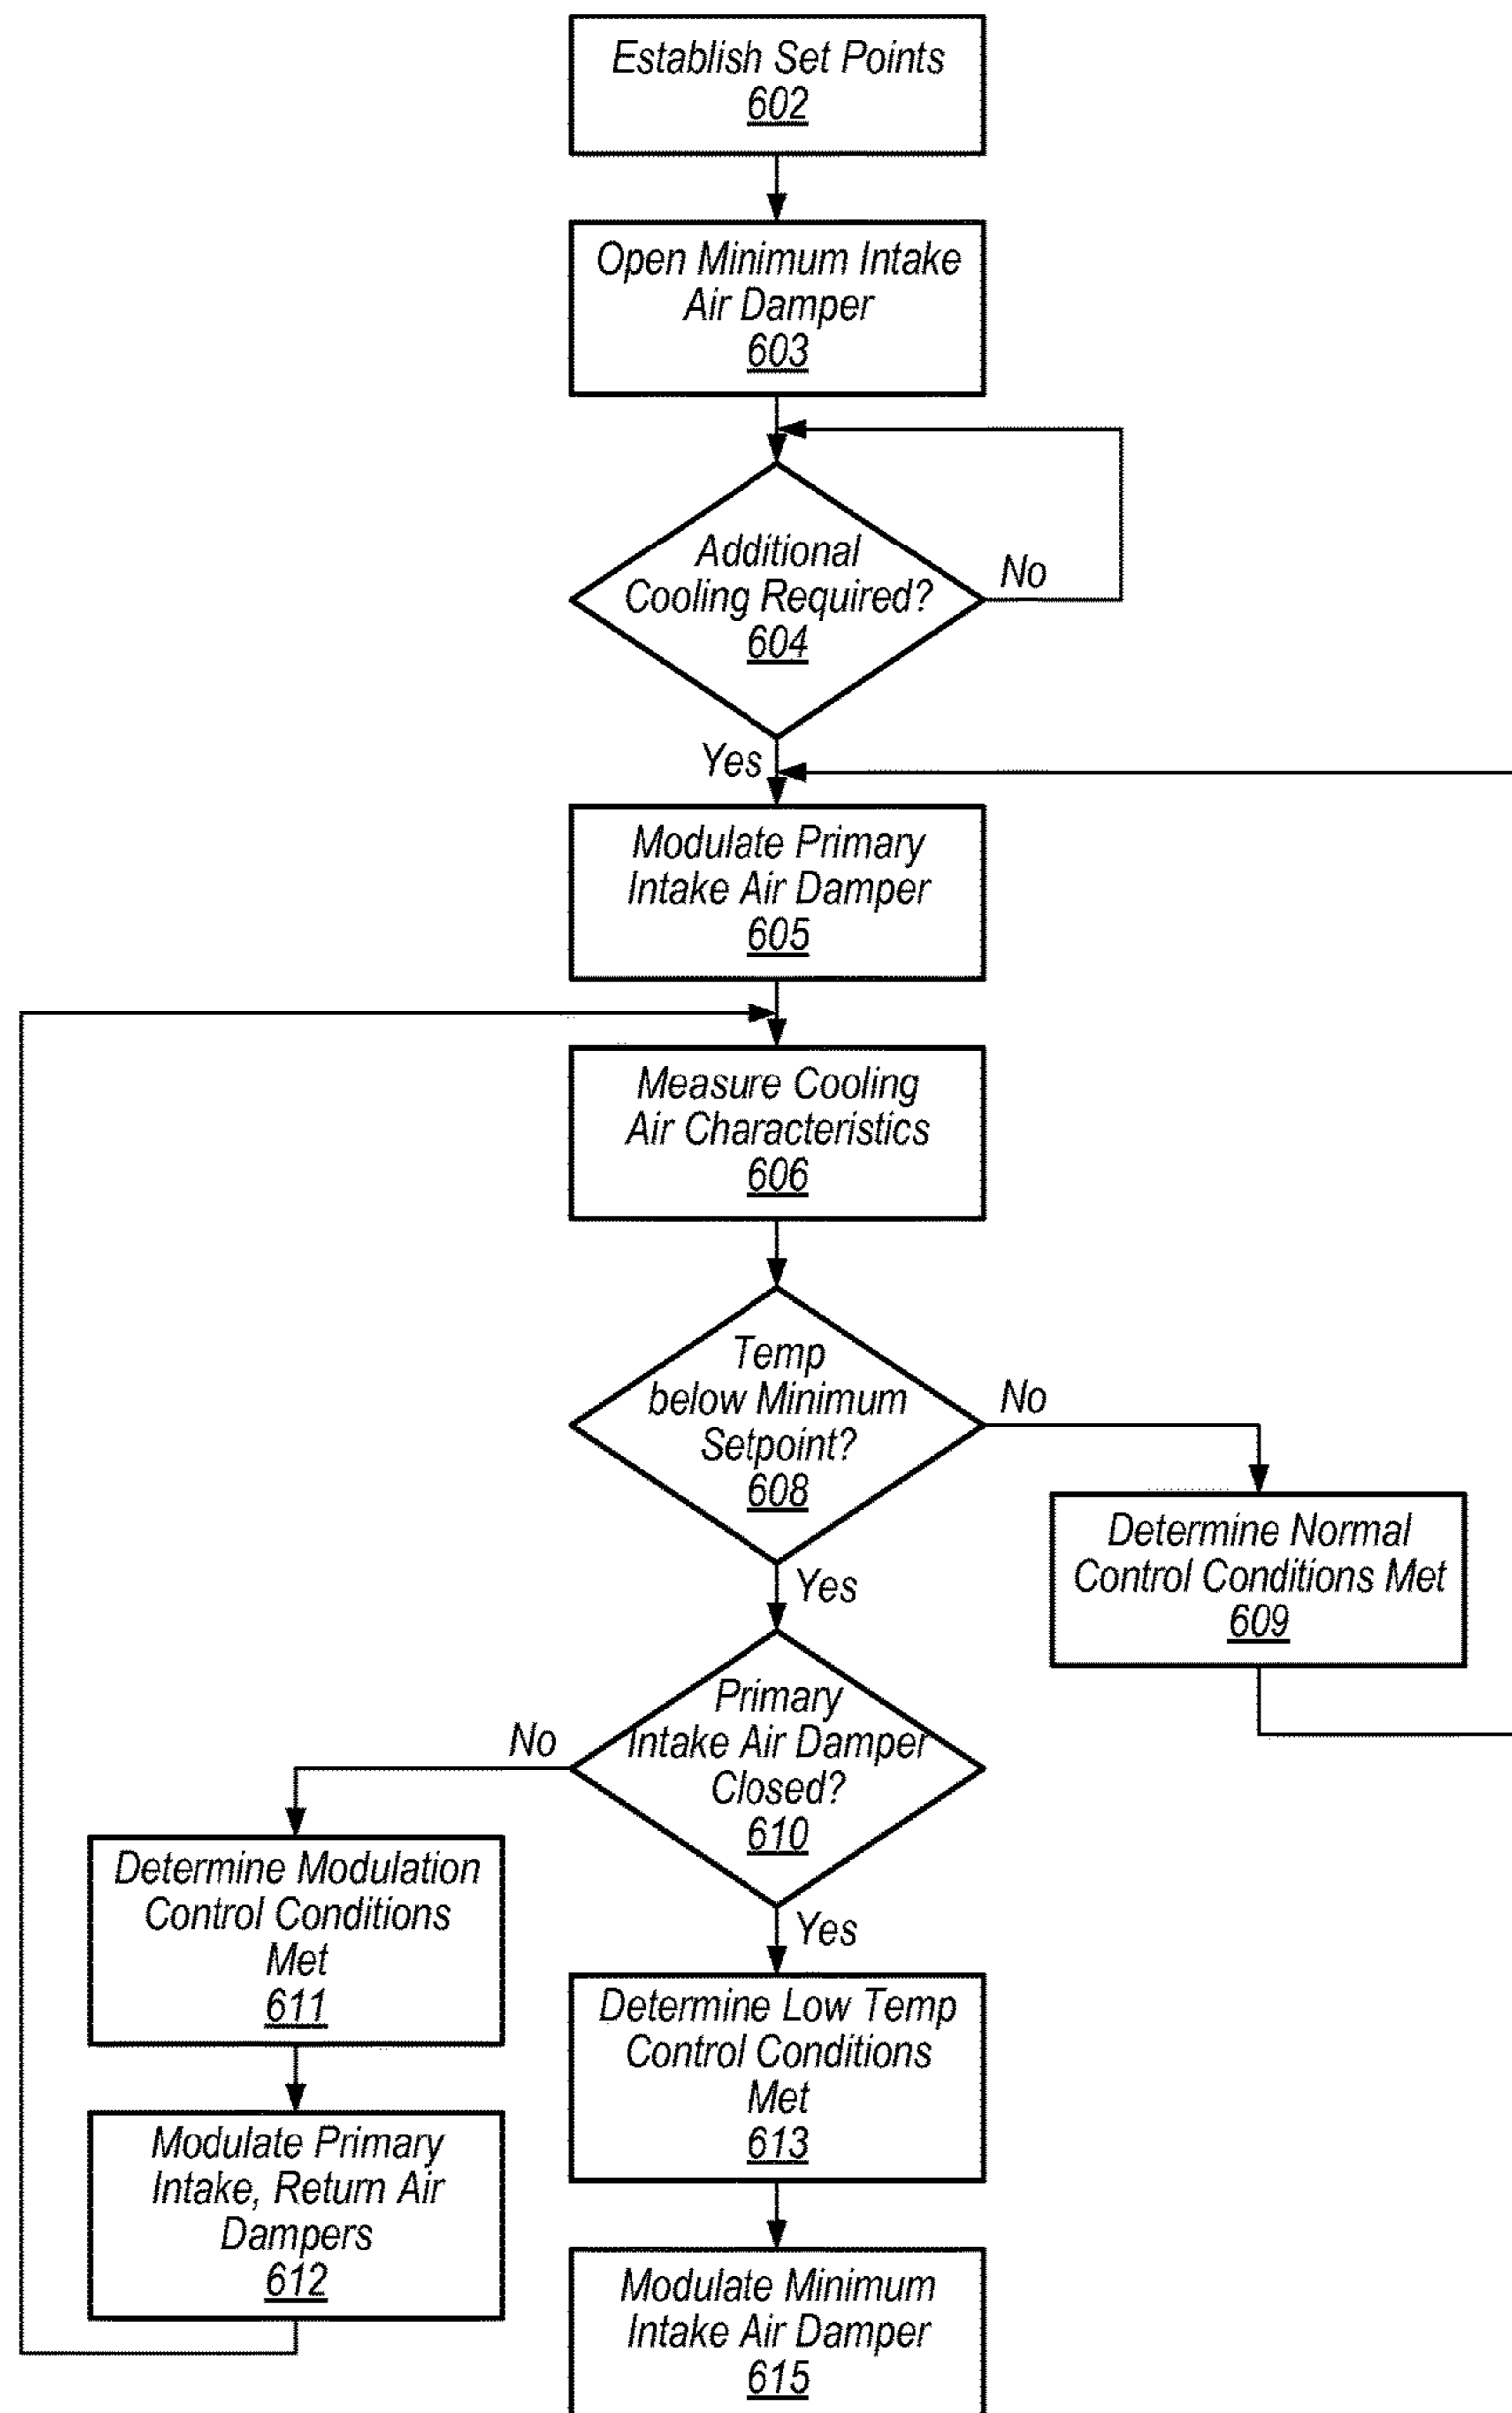 Establish Set Points
602
Open Minimum Intake
Air Damper
603
Additional
Cooling Required?
604
No
Yes
Modulate Primary
Intake Air Damper
605
Measure Cooling
Air Characteristics
606
Temp
below Minimum
Setpoint?
608
No
Yes
Determine Normal
Control Conditions Met
609
Primary
Intake Air Damper
Closed?
610
No
Yes
Determine Modulation
Control Conditions
Met
611
Modulate Primary
Intake, Return Air
Dampers
612
Determine Low Temp
Control Conditions
Met
613
Modulate Minimum
Intake Air Damper
615